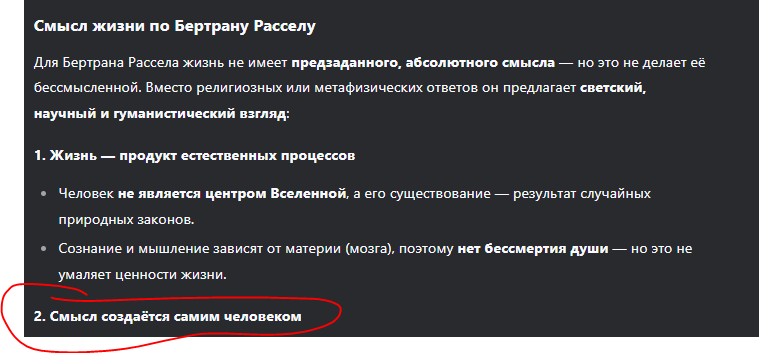 Смысл жизни по Бертрану Расселу
Для Бертрана Рассела жизнь не имеет предзаданного, абсолютного смысла — но это не делает её
бессмысленной. Вместо религиозных или метафизических ответов он предлагает светский,
научный и гуманистический взгляд:
1. Жизнь — продукт естественных процессов
• Человек не является центром Вселенной, а его существование — результат случайных
природных законов.
• Сознание и мышление зависят от материи (мозга), поэтому нет бессмертия души — но это не
умаляет ценности жизни.
2. Смысл создаётся самим человеком